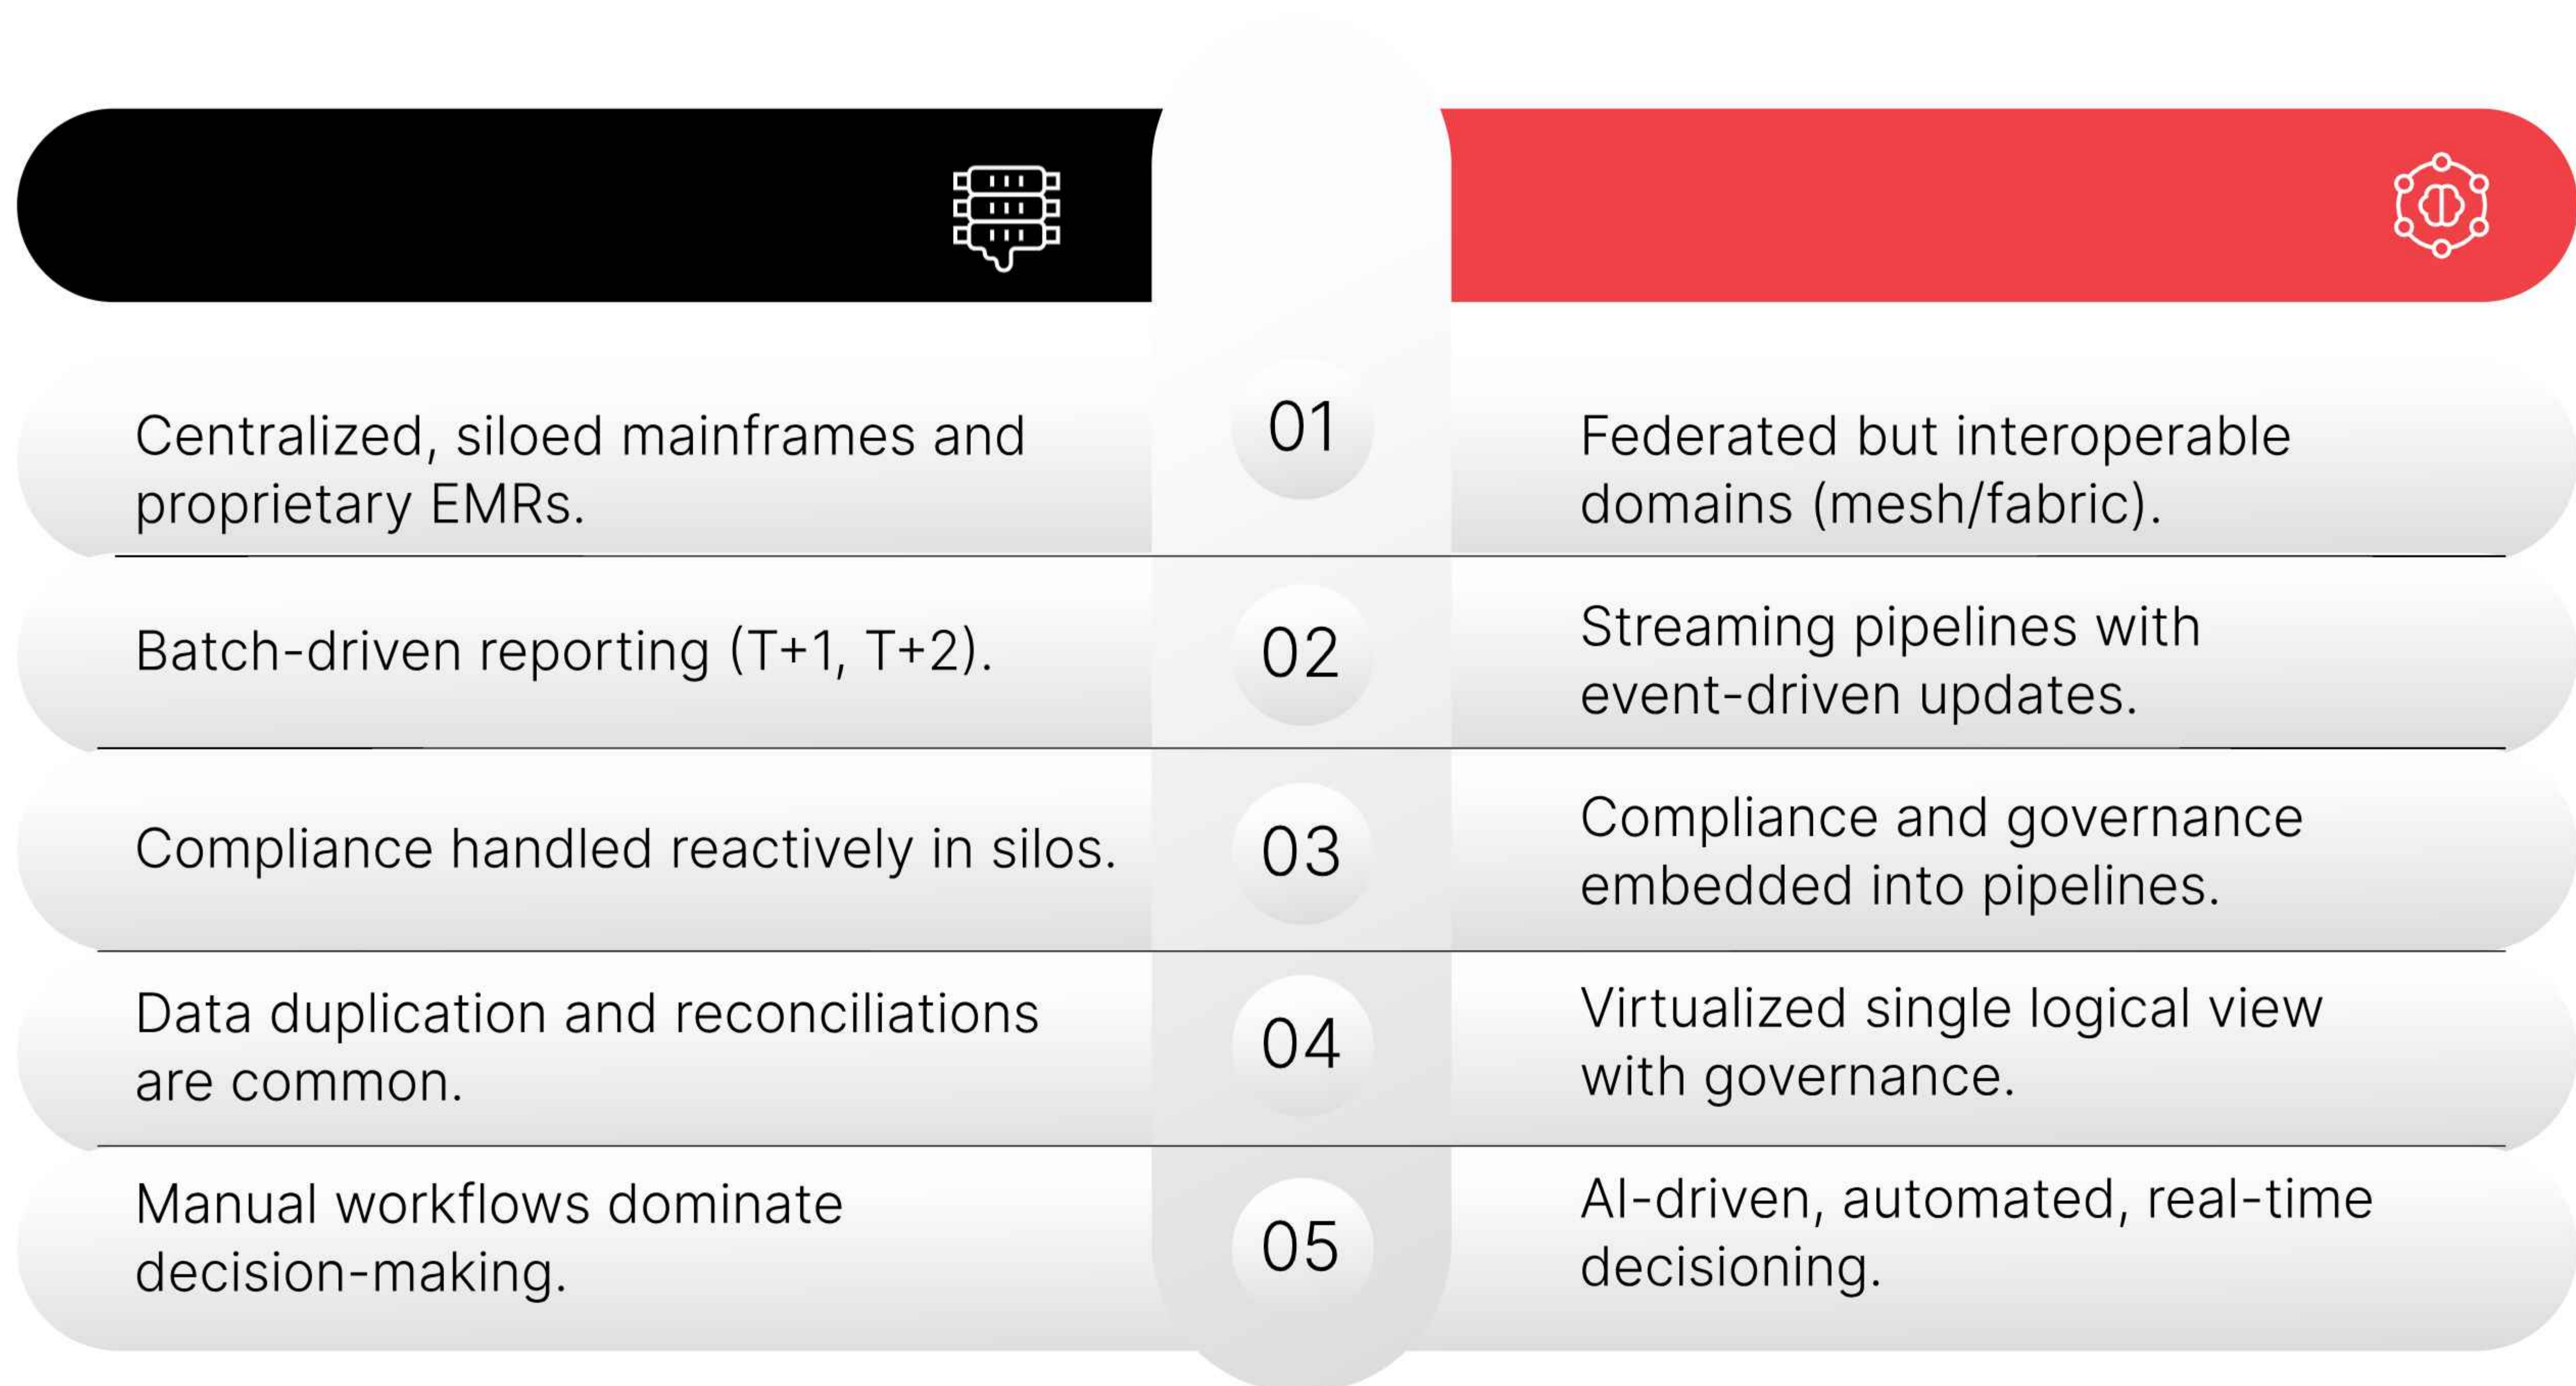 Centralized, siloed mainframes and
proprietary EMRs.
01
Federated but interoperable
domains (mesh/fabric).
Batch-driven reporting (T+1, T+2).
02
Streaming pipelines with
event-driven updates.
Compliance handled reactively in silos.
03
Compliance and governance
embedded into pipelines.
Data duplication and reconciliations
are common.
04
Virtualized single logical view
with governance.
Manual workflows dominate
decision-making.
05
AI-driven, automated, real-time
decisioning.